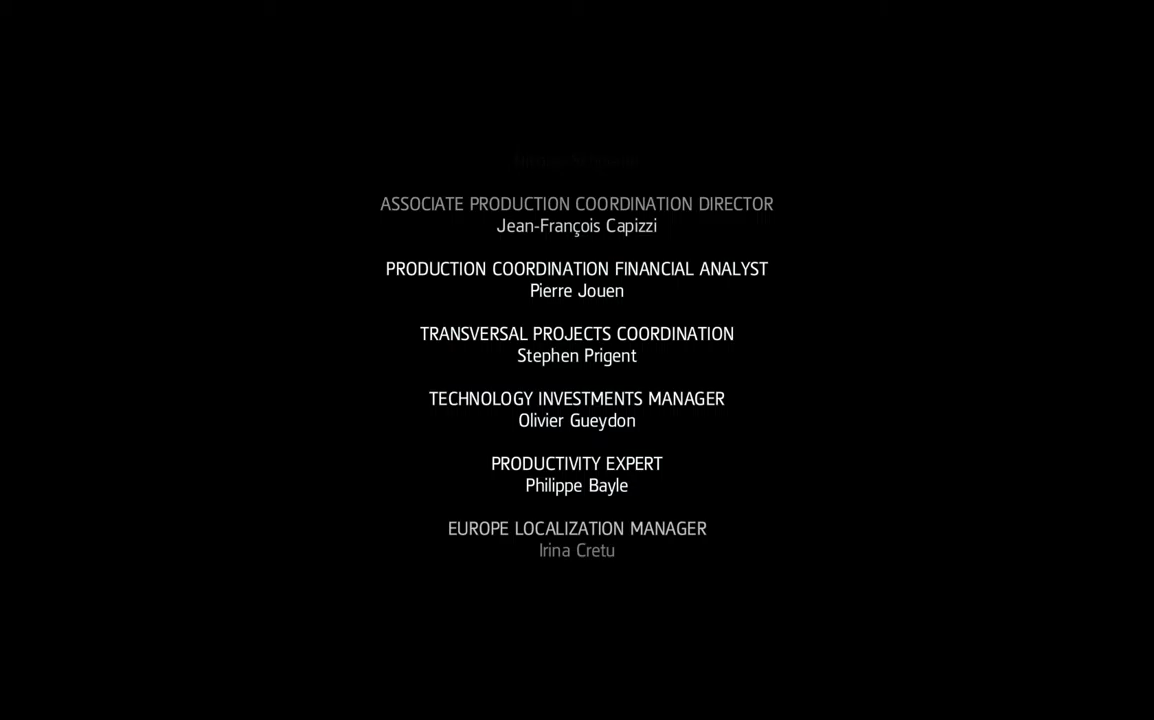 ASSOCIATE PRODUCTION COORDINATION DIRECTOR
Jean-François Capizzi
PRODUCTION COORDINATION FINANCIAL ANALYST
Pierre Jouen
TRANSVERSAL PROJECTS COORDINATION
Stephen Prigent
TECHNOLOGY INVESTMENTS MANAGER
Olivier Gueydon
PRODUCTIVITY EXPERT
Philippe Bayle
EUROPE LOCALIZATION MANAGER
Irina Cretu